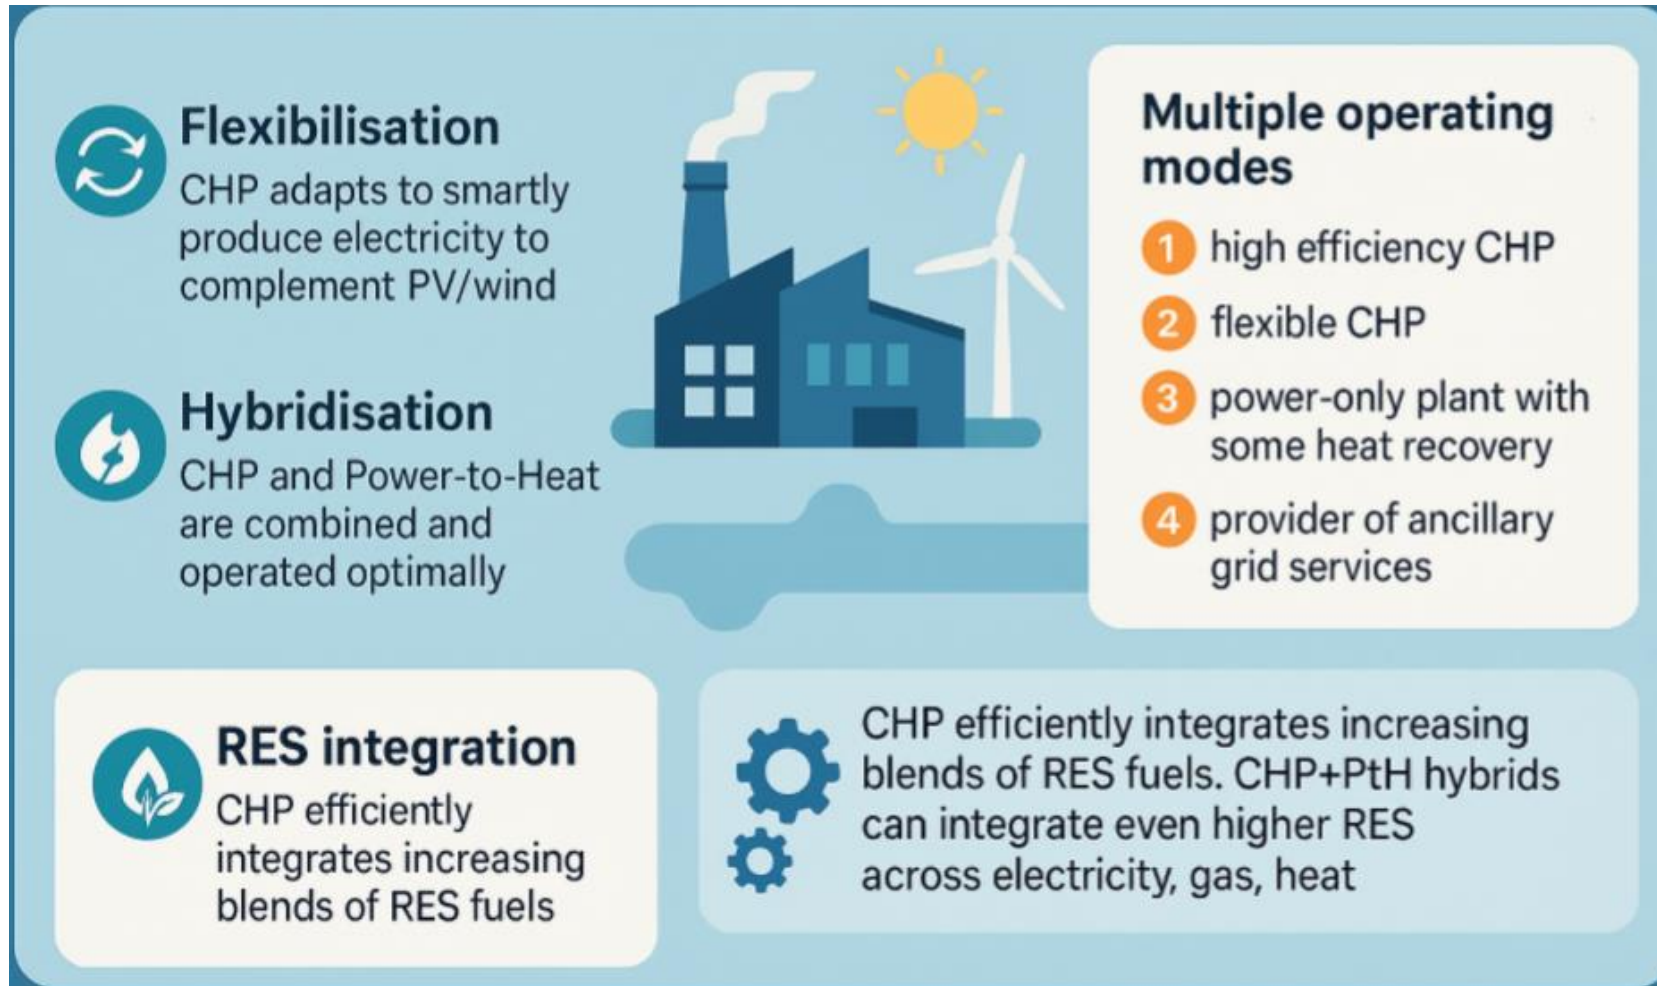 Flexibilisation
CHP adapts to smartly
produce electricity to
complement PV/wind
Hybridisation
CHP and Power-to-Heat
are combined and
operated optimally
Multiple operating
modes
1 high efficiency CHP
2 flexible CHP
3 power-only plant with
some heat recovery
4 provider of ancillary
grid services
RES integration
CHP efficiently
integrates increasing
blends of RES fuels
CHP efficiently integrates increasing
blends of RES fuels. CHP+PtH hybrids
can integrate even higher RES
across electricity, gas, heat